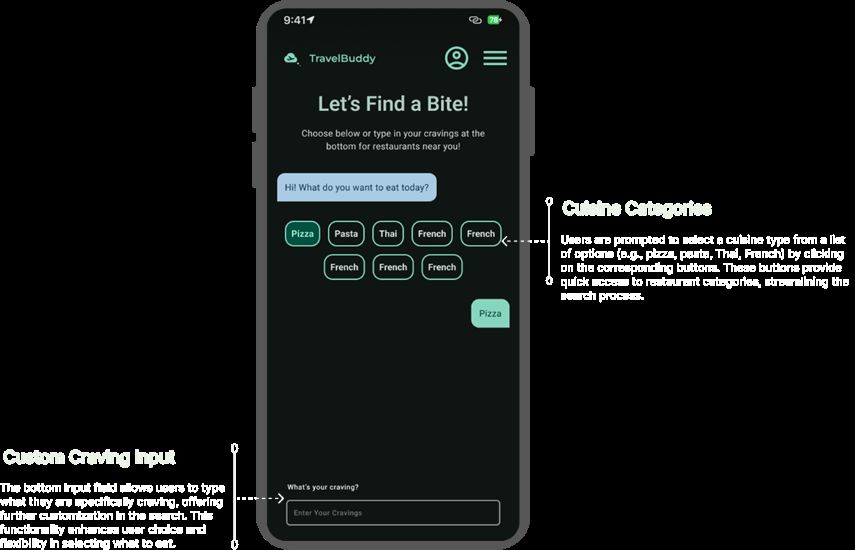 9:41
78
TravelBuddy
Let's Find a Bite!
Choose below or type in your cravings at the
bottom for restaurants near you!
Hi! What do you want to eat today?
Pizza Pasta Thai French French
French French French
Pizza
Cuisine Categories
Users are prompted to select a cuisine type from a list
of options (e.g., pizza, pasta, Thai, French) by clicking
on the corresponding buttons. These buttons provide
quick access to restaurant categories, streamlining the
search process.
Custom Craving Input
The bottom input field allows users to type
what they are specifically craving, offering
further customization in the search. This
functionality enhances user choice and
flexibility in selecting what to eat.
What's your craving?
Enter Your Cravings